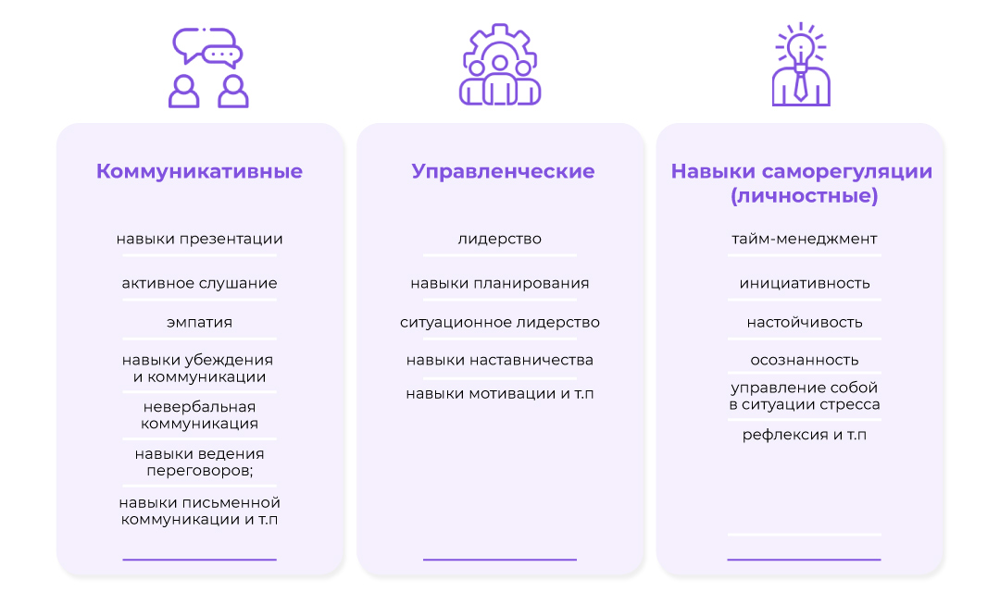 Коммуникативные
навыки презентации
активное слушание
эмпатия
навыки убеждения
и коммуникации
невербальная
коммуникация
навыки ведения
переговоров;
навыки письменной
коммуникации и т.п
Управленческие
лидерство
навыки планирования
ситуационное лидерство
навыки наставничества
навыки мотивации и т.п
Навыки саморегуляции
(личностные)
тайм-менеджмент
инициативность
настойчивость
осознанность
управление собой
в ситуации стресса
рефлексия и т.п